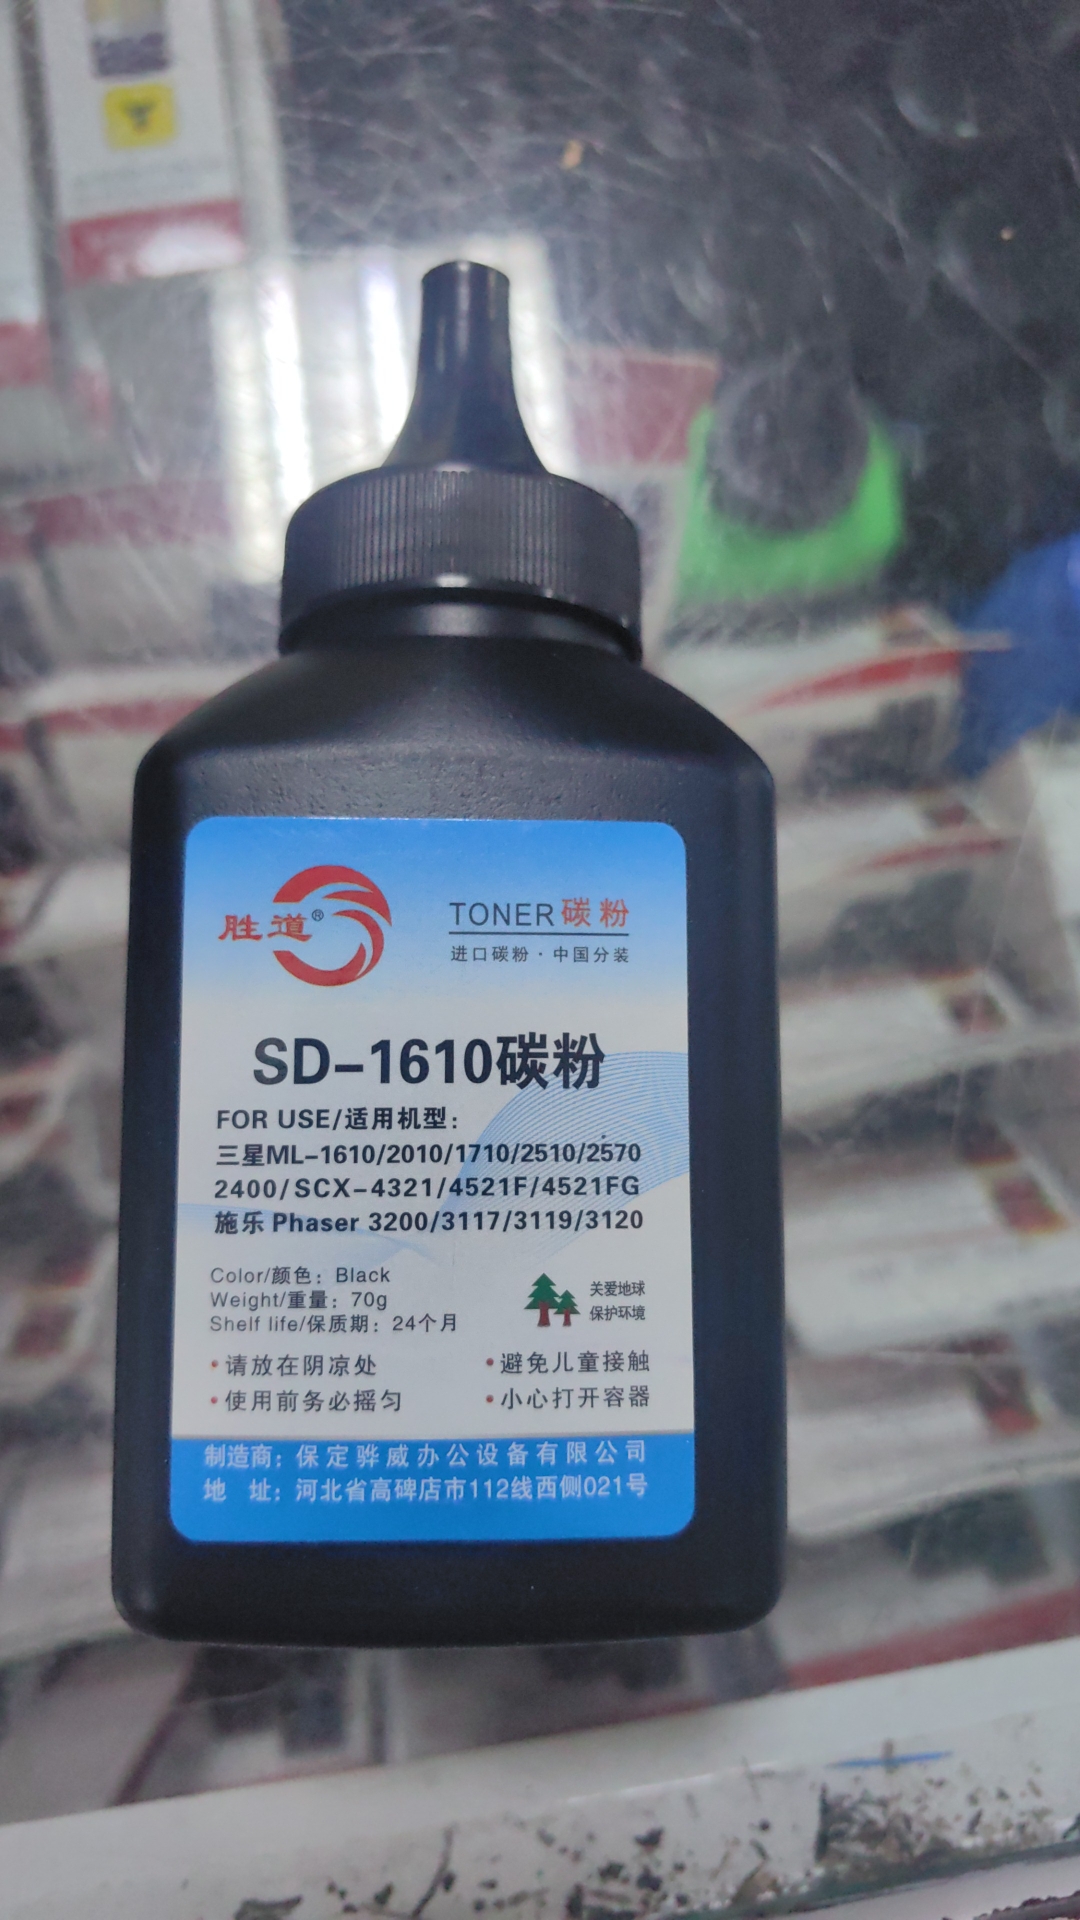 胜道®
TONER 碳粉
进口碳粉·中国分装
SD-1610碳粉
FOR USE/适用机型:
三星ML-1610/2010/1710/2510/2570
2400/SCX-4321/4521F/4521FG
施乐 Phaser 3200/3117/3119/3120
Color/颜色: Black
Weight/重量: 70g
Shelf life/保质期: 24个月
关爱地球
保护环境
•请放在阴凉处 •避免儿童接触
•使用前务必摇匀 •小心打开容器
制造商: 保定骅威办公设备有限公司
地 址: 河北省高碑店市112线西侧021号